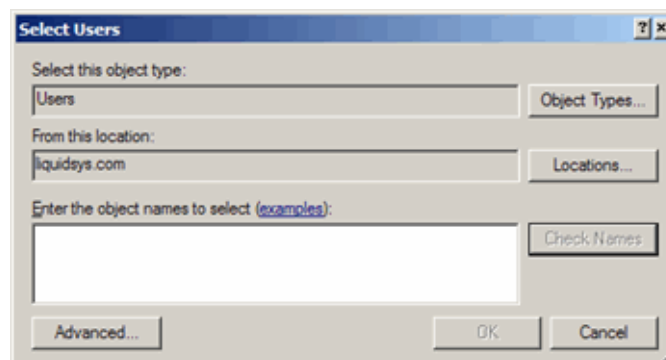 Select Users
Select this object type:
Users
Object Types...
From this location:
liquidsys.com
Locations...
Enter the object names to select (examples):
Check Names
Advanced...
OK
Cancel